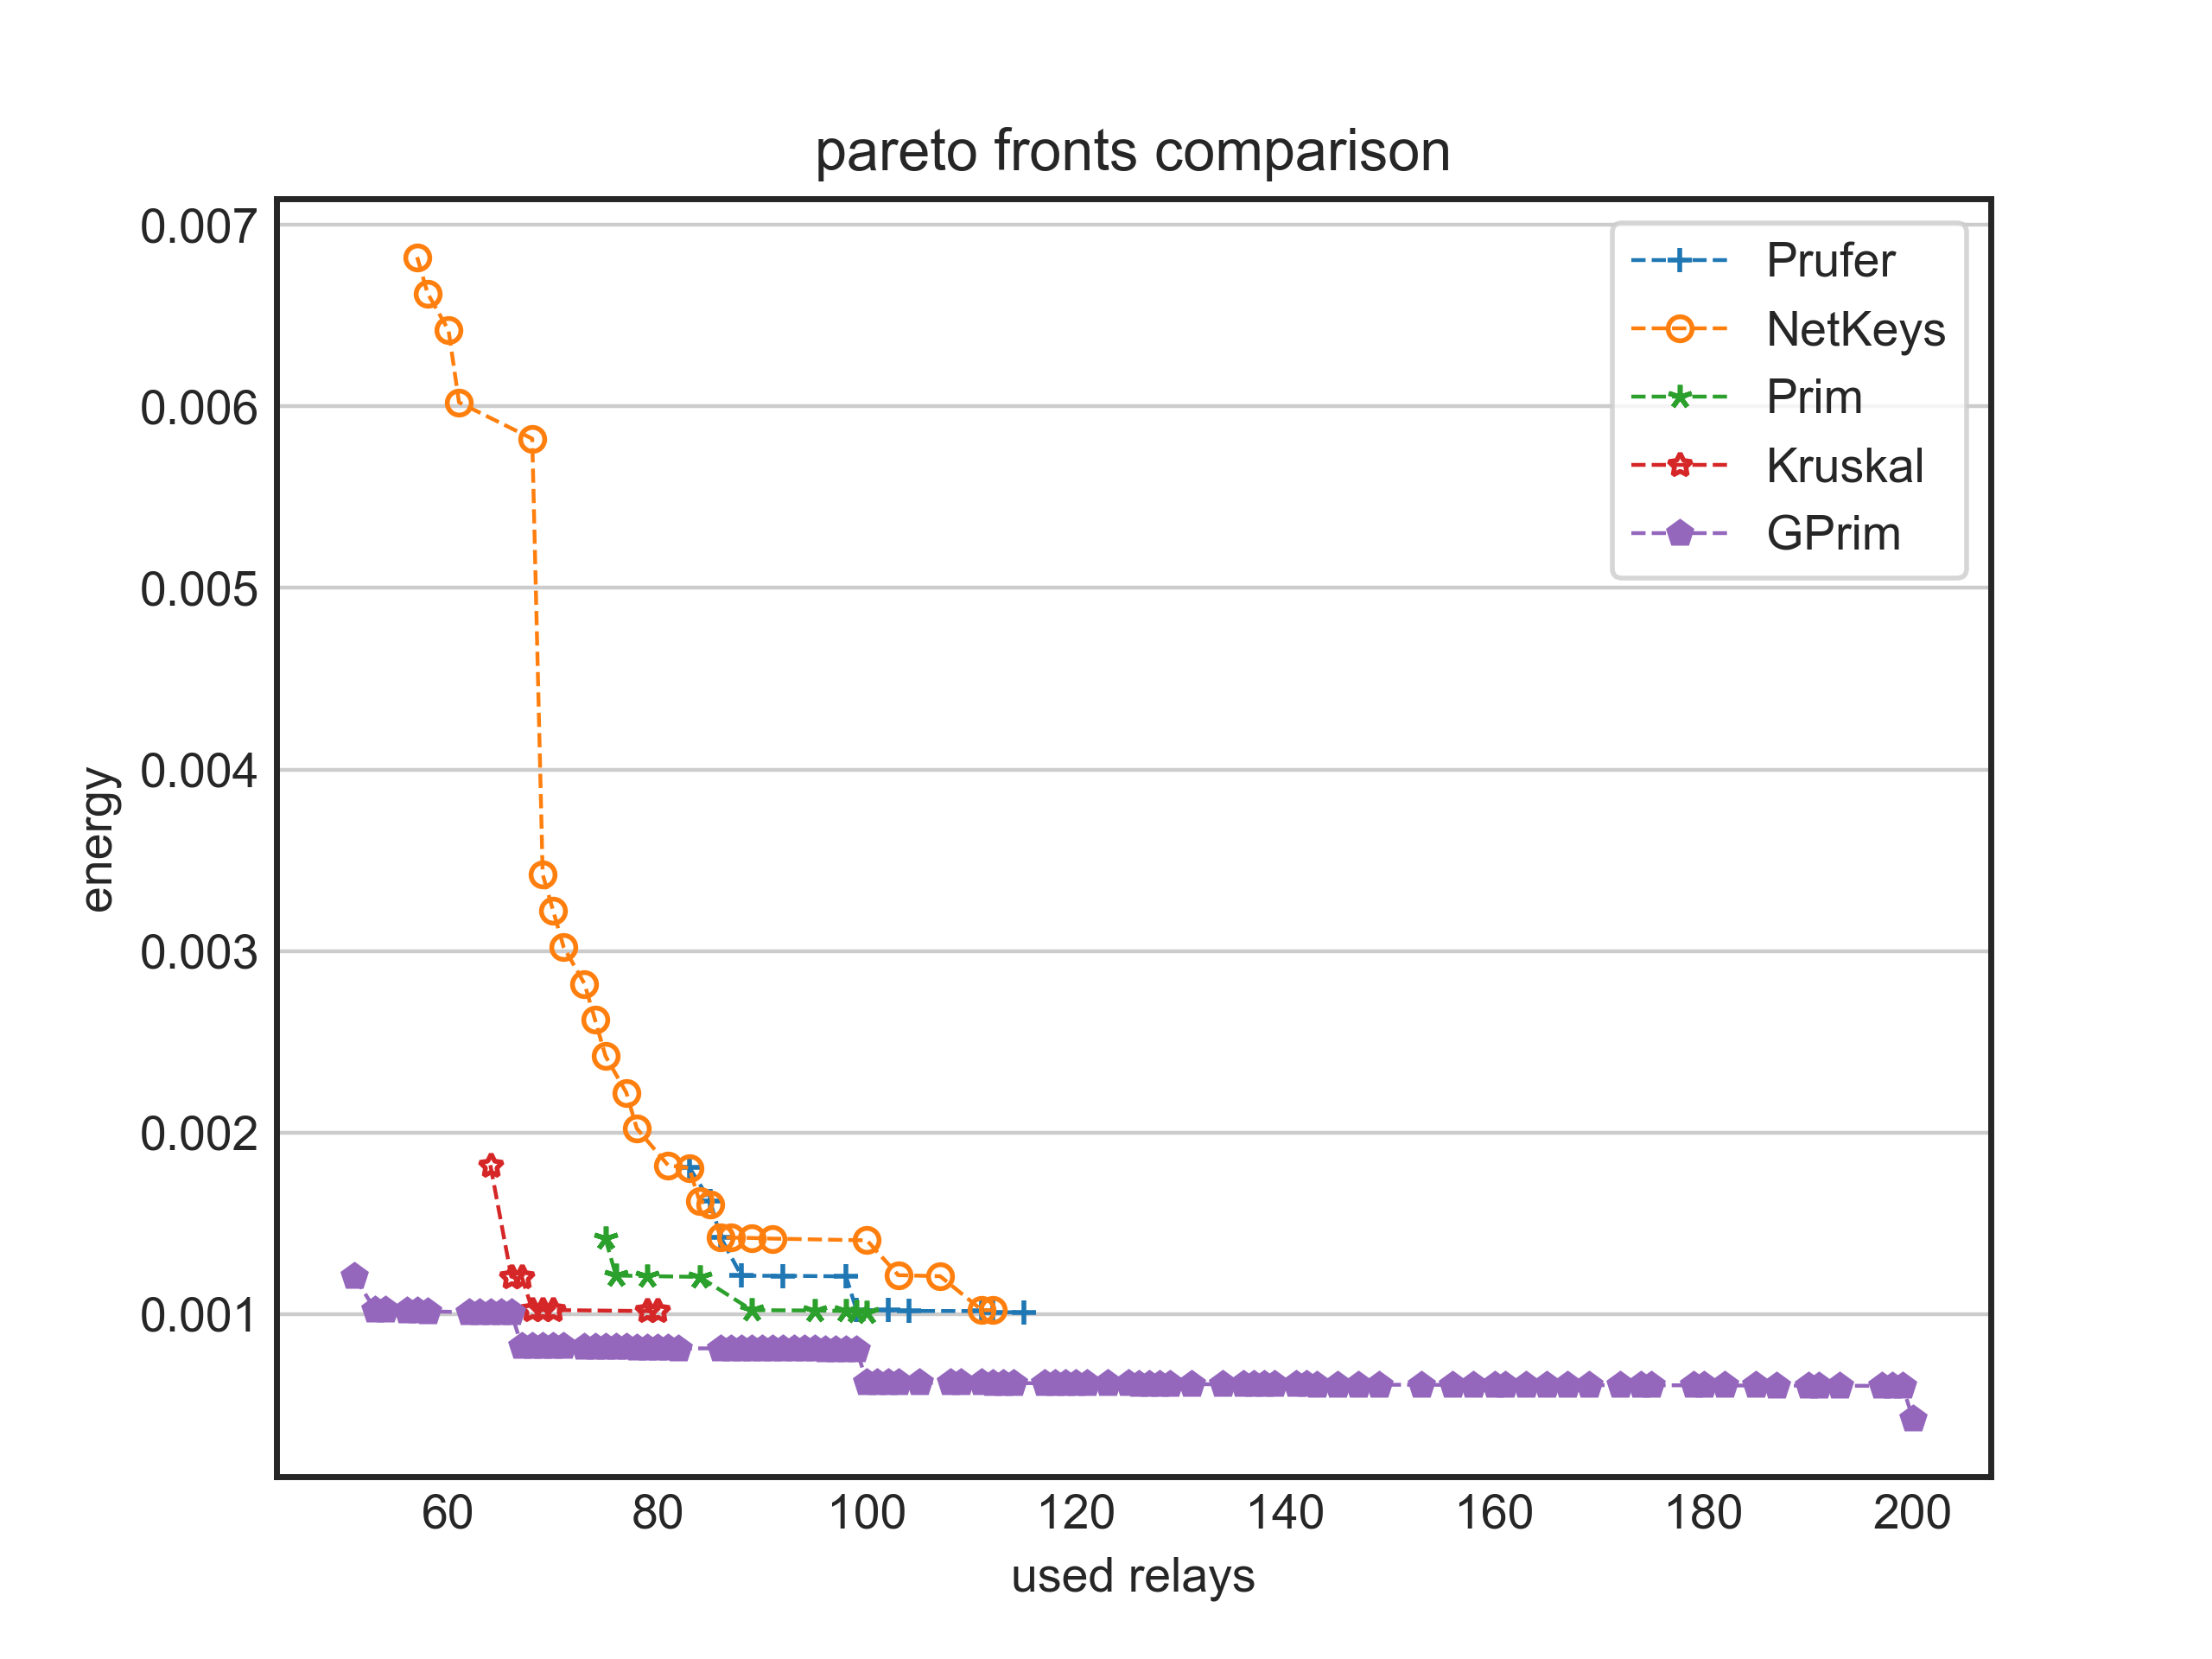 pareto fronts comparison
0.007
0.006
0.005
0.004
0.003
0.002
0.001
energy
Prufer
NetKeys
Prim
Kruskal
GPrim
60 80 100 120 140 160 180 200
used relays